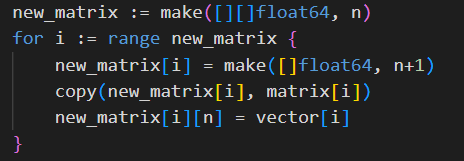 new_matrix := make([][]float64, n)
for i := range new_matrix {
    new_matrix[i] = make([]float64, n+1)
    copy(new_matrix[i], matrix[i])
    new_matrix[i][n] = vector[i]
}